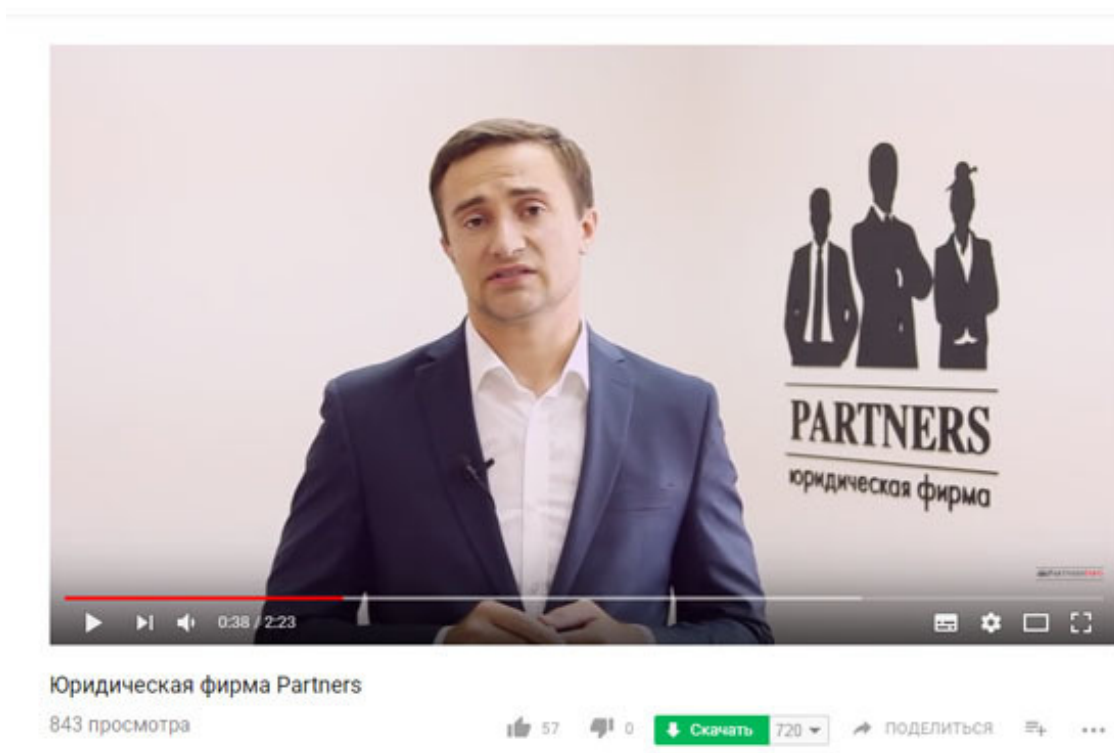 PARTNERS
юридическая фирма
0:38 / 2:23
Юридическая фирма Partners
843 просмотра
57
0
Скачать
720
ПОДЕЛИТЬСЯ